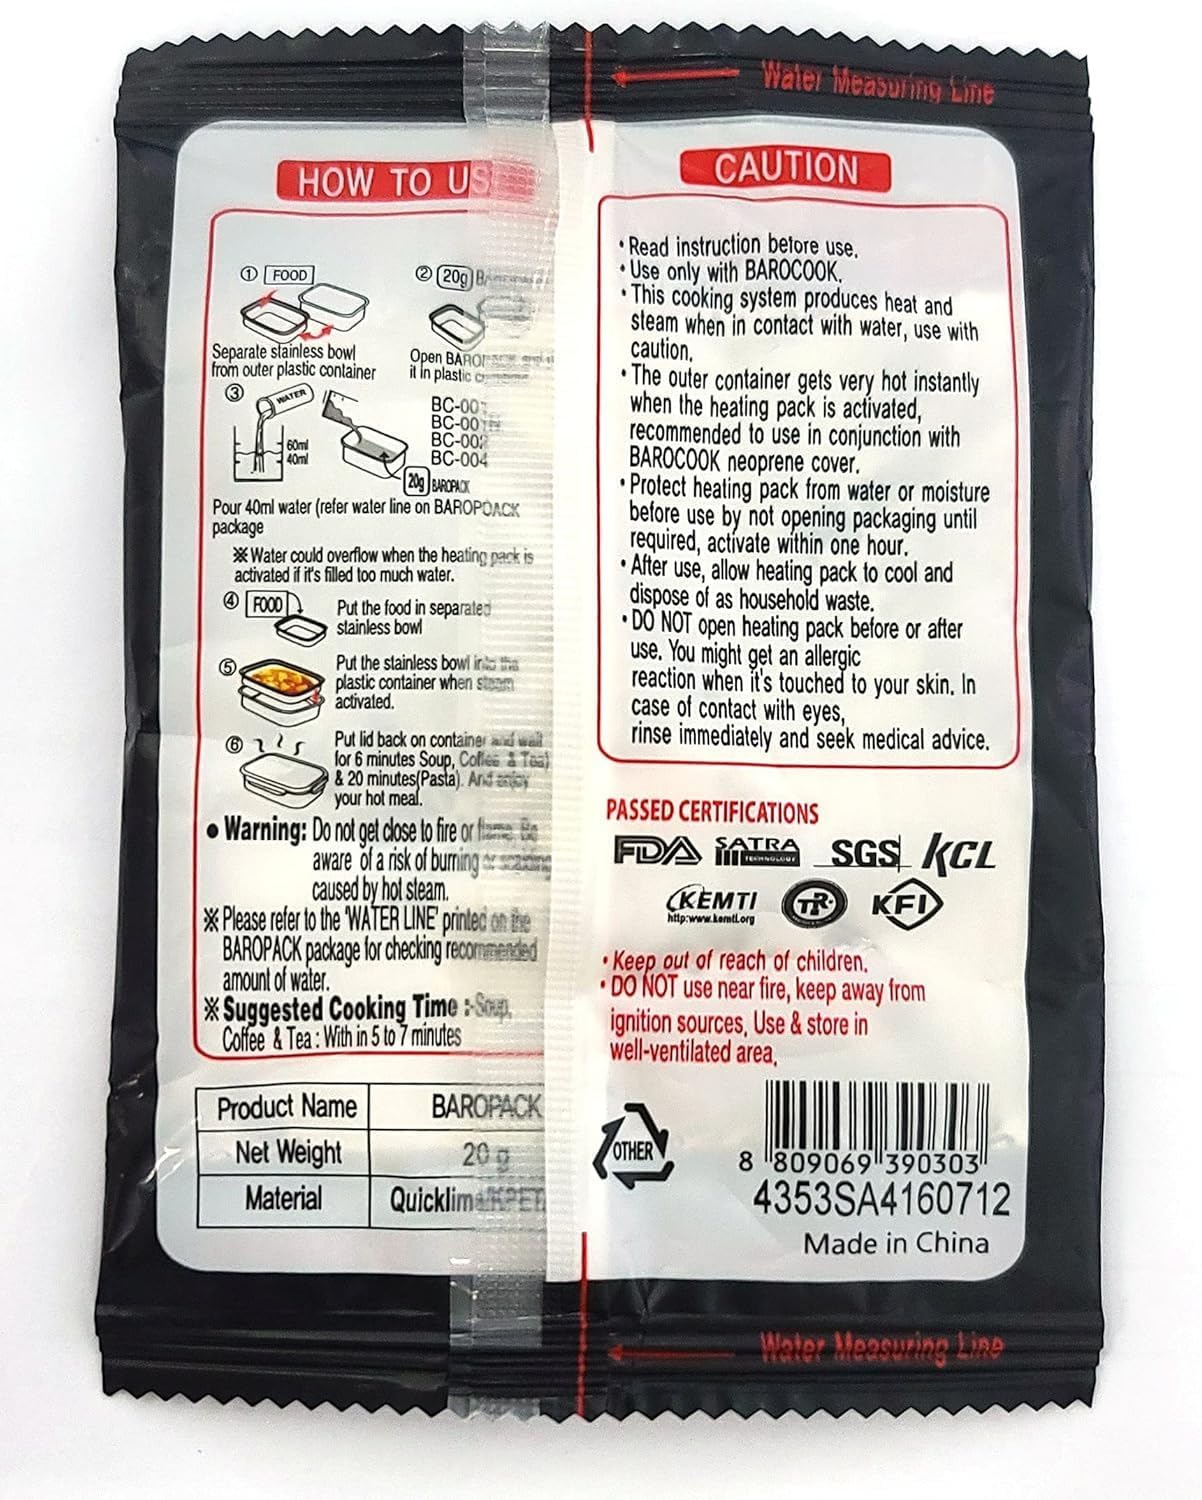 Water Measuring Line
HOW TO US
① FOOD
② 20g
Separate stainless bowl
from outer plastic container
Open
it in plastic
③ WATER
60ml
40ml
BC-004
20g BAROPACK
Pour 40ml water (refer water line on BAROPOACK
package
※ Water could overflow when the heating pack is
activated if it's filled too much water.
④ FOOD
Put the food in separated
stainless bowl
⑤
Put the stainless bowl into the
plastic container when steam
activated.
⑥
Put lid back on container and wait
for 6 minutes Soup, Coffee & Tea)
& 20 minutes(Pasta). And enjoy
your hot meal.
● Warning: Do not get close to fire or flame. Be
aware of a risk of burning or scalding
caused by hot steam.
※ Please refer to the 'WATER LINE' printed on the
BAROPACK package for checking recommended
amount of water.
※ Suggested Cooking Time :-Soup,
Coffee & Tea : With in 5 to 7 minutes
Product Name BAROPACK
Net Weight 20 g
Material
CAUTION
• Read instruction before use.
• Use only with BAROCOOK.
• This cooking system produces heat and
steam when in contact with water, use with
caution.
• The outer container gets very hot instantly
when the heating pack is activated,
recommended to use in conjunction with
BAROCOOK neoprene cover.
• Protect heating pack from water or moisture
before use by not opening packaging until
required, activate within one hour.
• After use, allow heating pack to cool and
dispose of as household waste.
• DO NOT open heating pack before or after
use. You might get an allergic
reaction when it's touched to your skin. In
case of contact with eyes,
rinse immediately and seek medical advice.
PASSED CERTIFICATIONS
FDA SATRA TECHNOLOGY SGS KCL
KEMTI http:www.kemti.org TR KFI
• Keep out of reach of children.
• DO NOT use near fire, keep away from
ignition sources, Use & store in
well-ventilated area,
OTHER
8 809069 390303
4353SA4160712
Made in China
Water Measuring Line